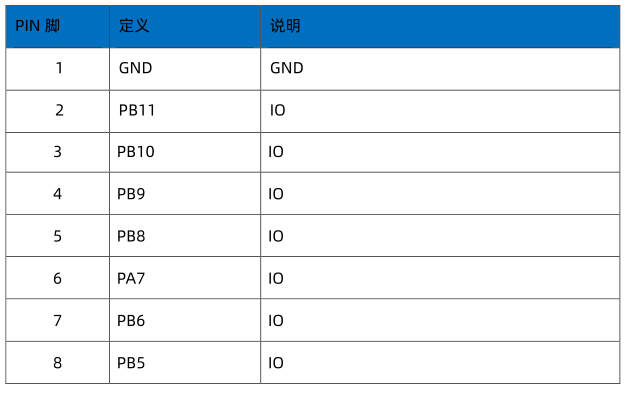 PIN 脚 定义 说明
1 GND GND
2 PB11 IO
3 PB10 IO
4 PB9 IO
5 PB8 IO
6 PA7 IO
7 PB6 IO
8 PB5 IO